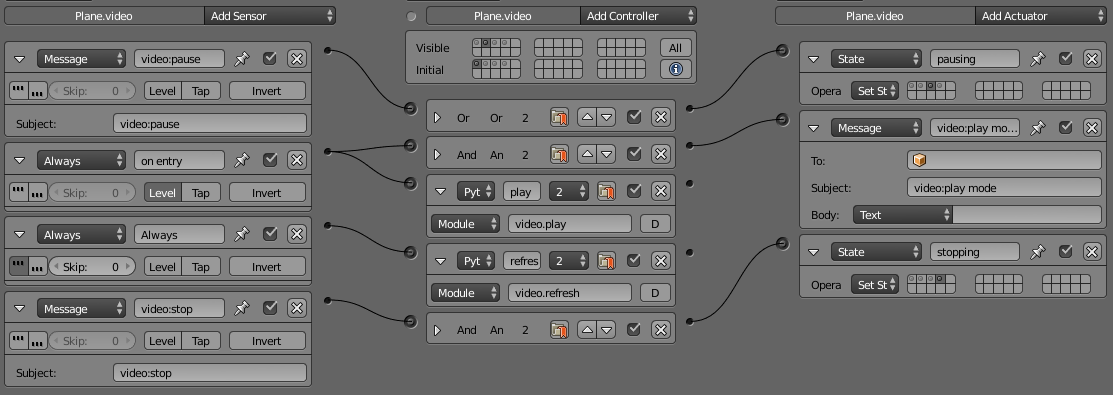 Plane.video Add Sensor
Message video:pause
Skip: 0 Level Tap Invert
Subject: video:pause
Always on entry
Skip: 0 Level Tap Invert
Always Always
Skip: 0 Level Tap Invert
Message video:stop
Skip: 0 Level Tap Invert
Subject: video:stop
Plane.video Add Controller
Visible All
Initial
Or Or 2
And An 2
Pyt play 2
Module video.play D
Pyt refres 2
Module video.refresh D
And An 2
Plane.video Add Actuator
State pausing
Opera Set St
Message video:play mo...
To:
Subject: video:play mode
Body: Text
State stopping
Opera Set St